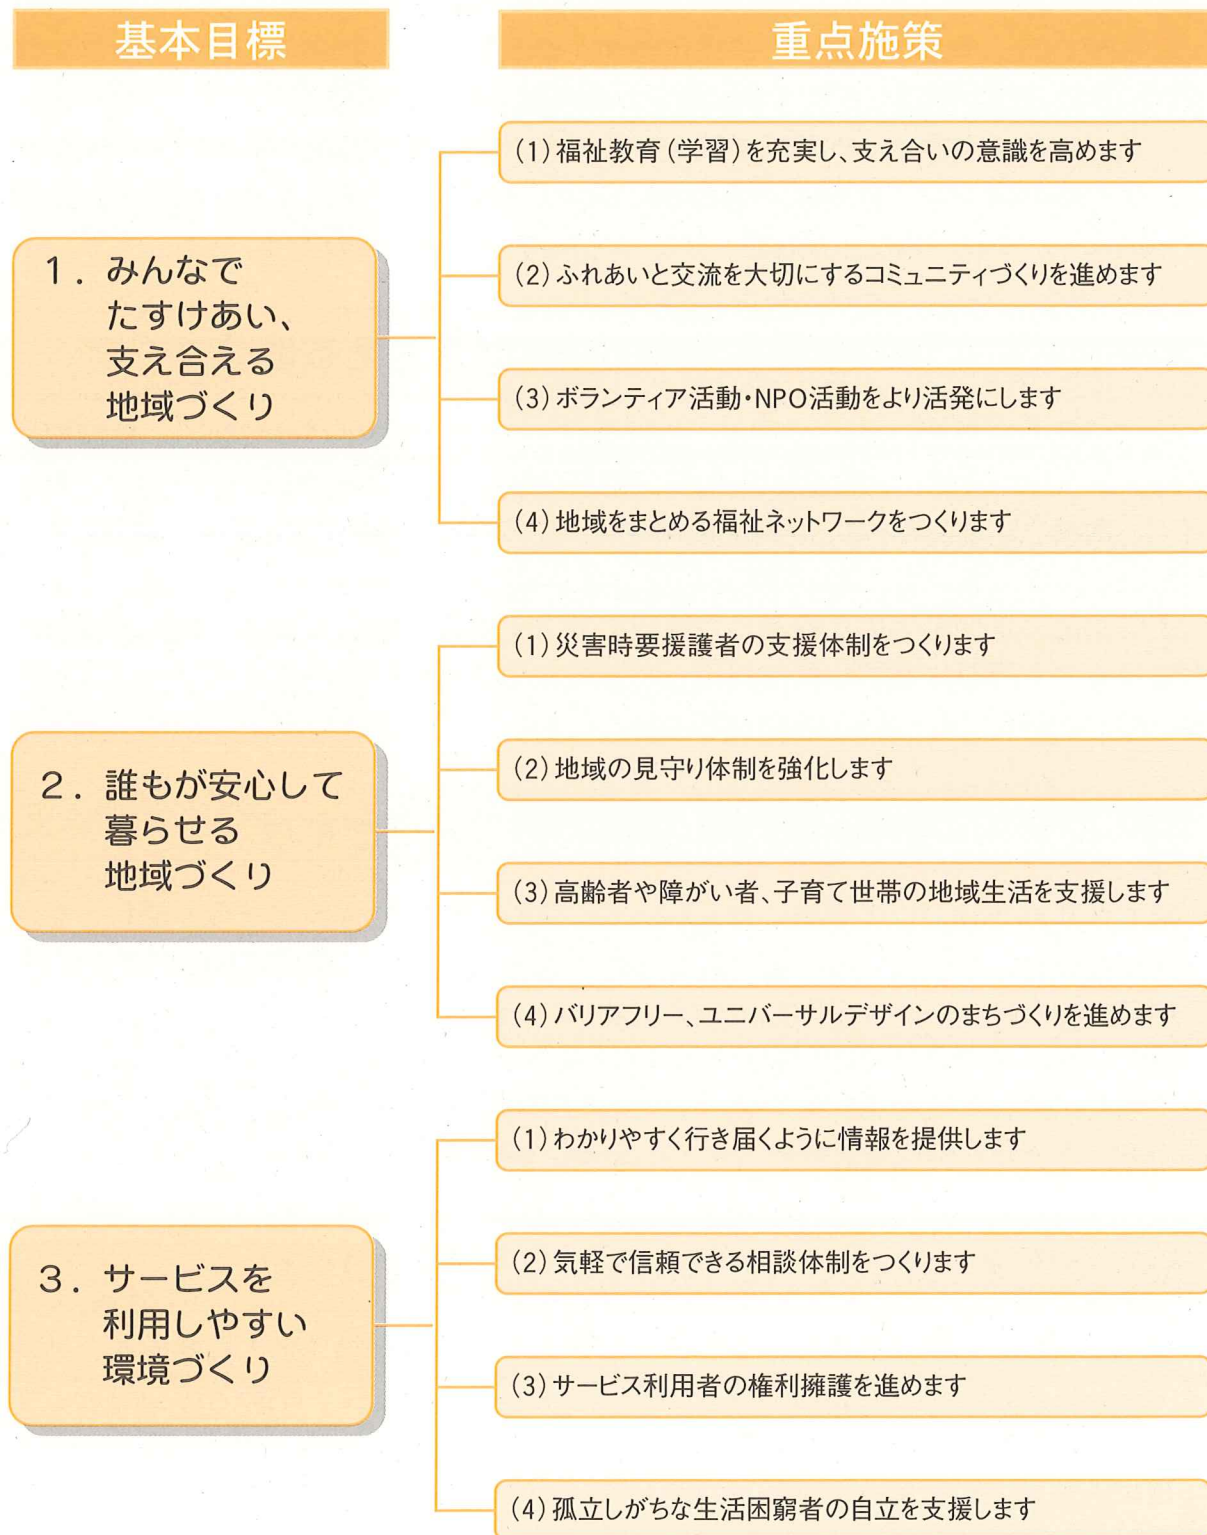 基本目標
重点施策
1．みんなで
たすけあい、
支え合える
地域づくり
(1)福祉教育(学習)を充実し、支え合いの意識を高めます
(2)ふれあいと交流を大切にするコミュニティづくりを進めます
(3)ボランティア活動・NPO活動をより活発にします
(4)地域をまとめる福祉ネットワークをつくります
2．誰もが安心して
暮らせる
地域づくり
(1)災害時要援護者の支援体制をつくります
(2)地域の見守り体制を強化します
(3)高齢者や障がい者、子育て世帯の地域生活を支援します
(4)バリアフリー、ユニバーサルデザインのまちづくりを進めます
3．サービスを
利用しやすい
環境づくり
(1)わかりやすく行き届くように情報を提供します
(2)気軽で信頼できる相談体制をつくります
(3)サービス利用者の権利擁護を進めます
(4)孤立しがちな生活困窮者の自立を支援します